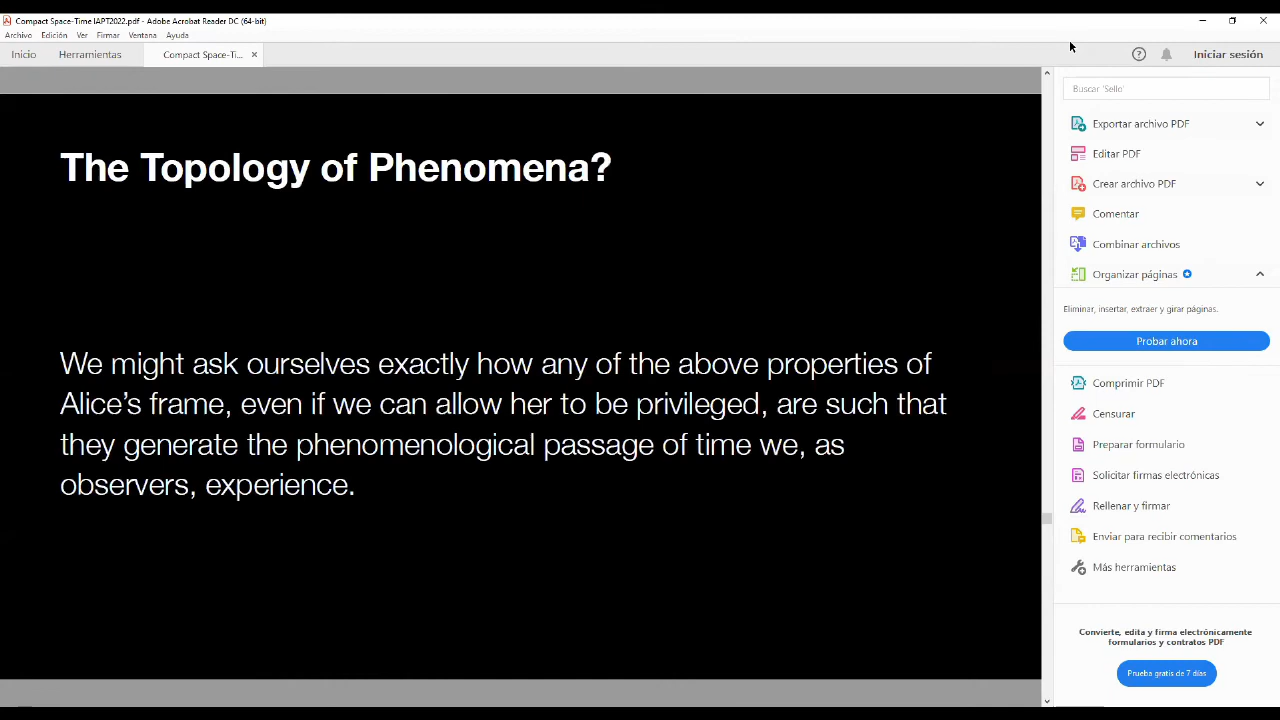 Compact Space-Time IAPT2022.pdf - Adobe Acrobat Reader DC (64-bit)
Archivo Edición Ver Firmar Ventana Ayuda
Inicio Herramientas Compact Space-Ti... Iniciar sesión
Buscar 'Sello'
Exportar archivo PDF
Editar PDF
Crear archivo PDF
Comentar
Combinar archivos
Organizar páginas
Eliminar, insertar, extraer y girar páginas.
Probar ahora
Comprimir PDF
Censurar
Preparar formulario
Solicitar firmas electrónicas
Rellenar y firmar
Enviar para recibir comentarios
Más herramientas
Convierte, edita y firma electrónicamente
formularios y contratos PDF
Prueba gratis de 7 días
The Topology of Phenomena?
We might ask ourselves exactly how any of the above properties of
Alice’s frame, even if we can allow her to be privileged, are such that
they generate the phenomenological passage of time we, as
observers, experience.